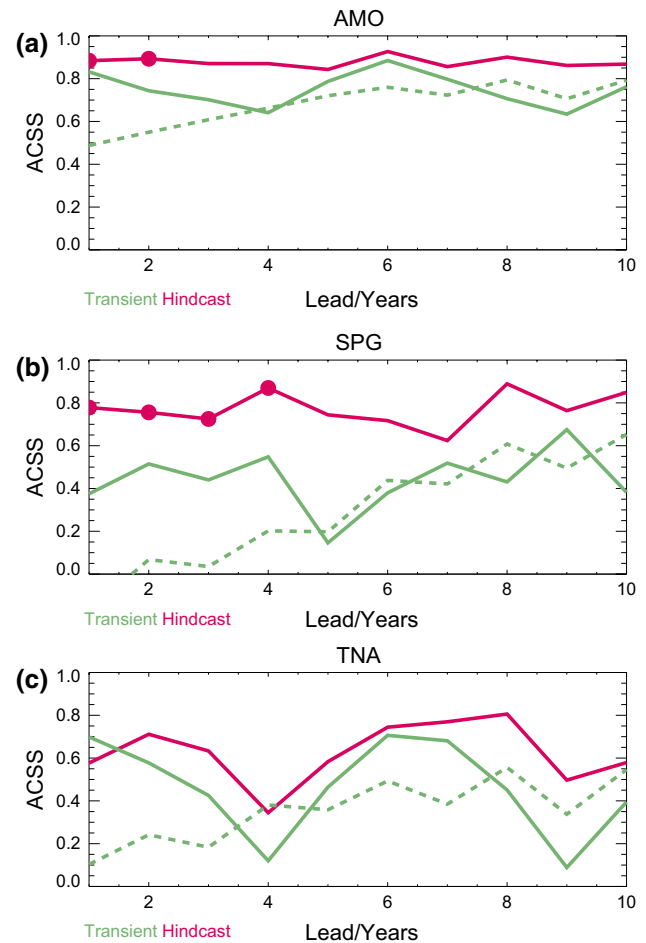 AMO
(a)
1.0
0.8
0.6
0.4
0.2
0.0
ACSS
2 4 6 8 10
Transient Hindcast
Lead/Years
SPG
(b)
1.0
0.8
0.6
0.4
0.2
0.0
ACSS
2 4 6 8 10
Transient Hindcast
Lead/Years
TNA
(c)
1.0
0.8
0.6
0.4
0.2
0.0
ACSS
2 4 6 8 10
Transient Hindcast
Lead/Years